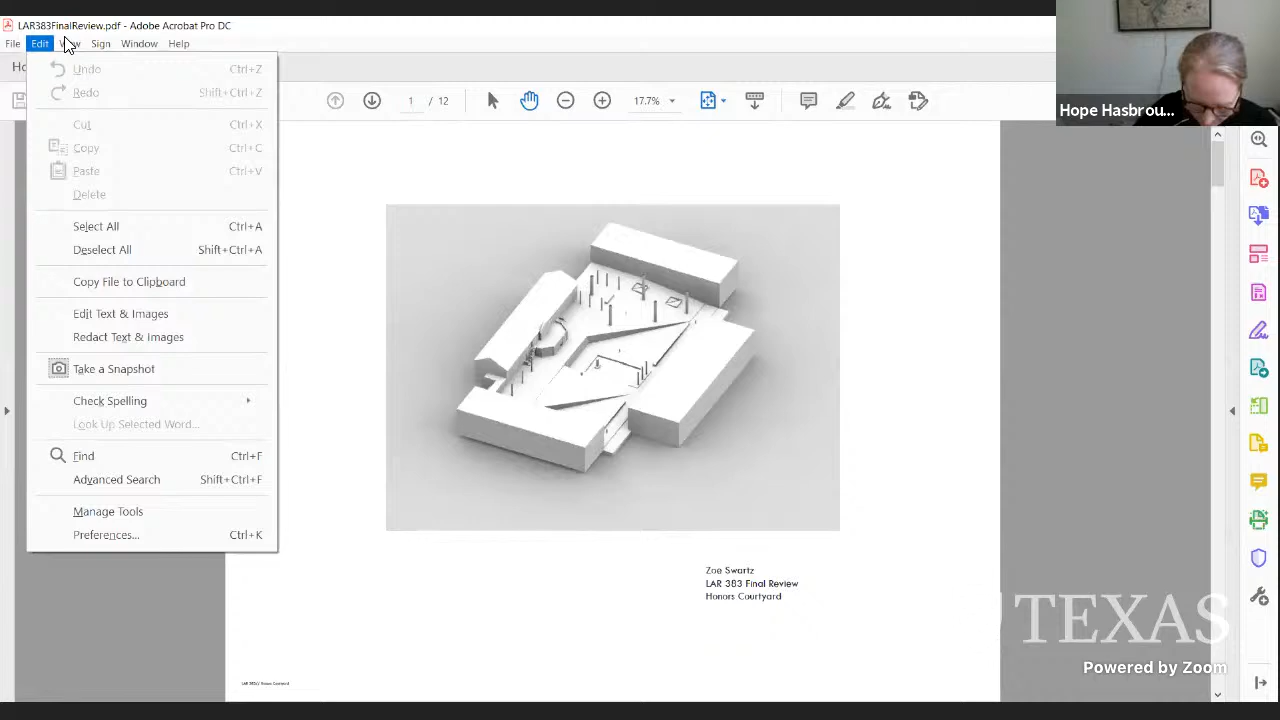 LAR383FinalReview.pdf - Adobe Acrobat Pro DC
File Edit View Sign Window Help
Undo Ctrl+Z
Redo Shift+Ctrl+Z
Cut Ctrl+X
Copy Ctrl+C
Paste Ctrl+V
Delete
Select All Ctrl+A
Deselect All Shift+Ctrl+A
Copy File to Clipboard
Edit Text & Images
Redact Text & Images
Take a Snapshot
Check Spelling
Look Up Selected Word...
Find Ctrl+F
Advanced Search Shift+Ctrl+F
Manage Tools
Preferences... Ctrl+K
1 / 12
17.7%
Hope Hasbrou...
Zoe Swartz
LAR 383 Final Review
Honors Courtyard
TEXAS
Powered by Zoom